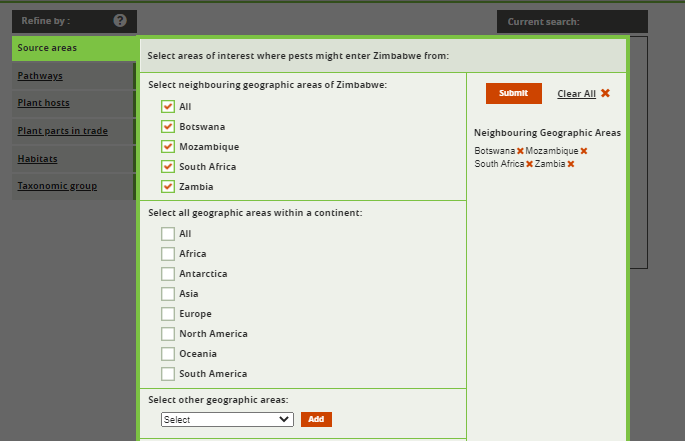 Refine by :
?
Current search:
Source areas
Pathways
Plant hosts
Plant parts in trade
Habitats
Taxonomic group
Select areas of interest where pests might enter Zimbabwe from:
Select neighbouring geographic areas of Zimbabwe:
All
Botswana
Mozambique
South Africa
Zambia
Select all geographic areas within a continent:
All
Africa
Antarctica
Asia
Europe
North America
Oceania
South America
Select other geographic areas:
Select
Add
Submit
Clear All
Neighbouring Geographic Areas
Botswana Mozambique
South Africa Zambia